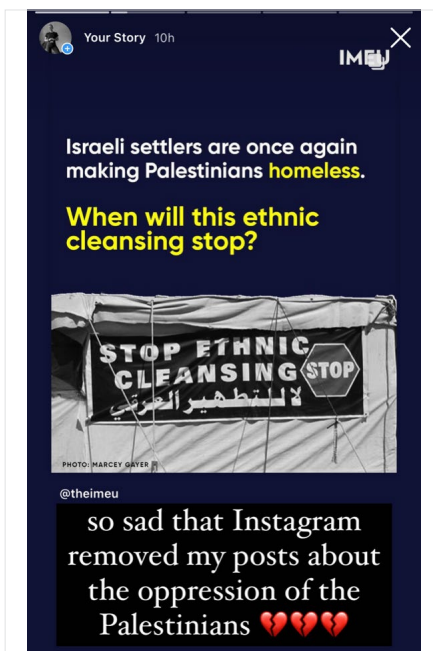 Your Story 10h
IMEU
Israeli settlers are once again
making Palestinians homeless.
When will this ethnic
cleansing stop?
STOP ETHNIC
CLEANSING STOP
لا للتطهير العرقي
PHOTO: MARCEY GAYER
@theimeu
so sad that Instagram
removed my posts about
the oppression of the
Palestinians 💔💔💔